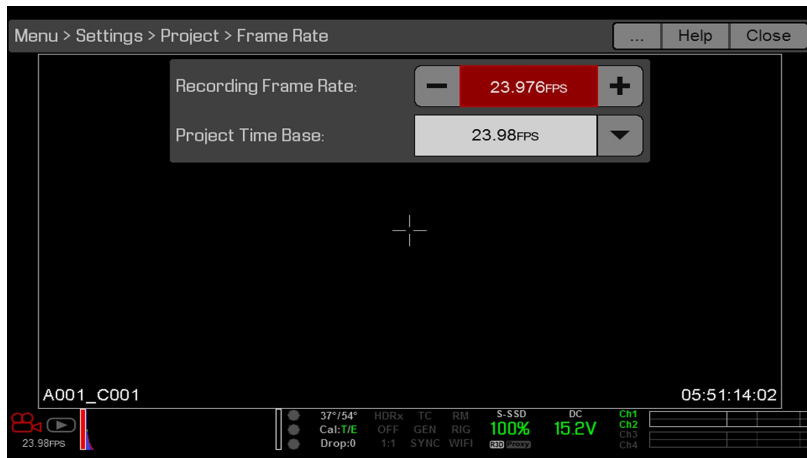 Menu > Settings > Project > Frame Rate ... Help Close
Recording Frame Rate: 23.976FPS
Project Time Base: 23.98FPS
A001_C001 05:51:14:02
37°/54° HDRx TC RM S-SSD DC Ch1
Cal:T/E OFF GEN RIG 100% 15.2V Ch2
Ch3
23.98FPS Drop:0 1:1 SYNC WIFI R3D Proxy Ch4